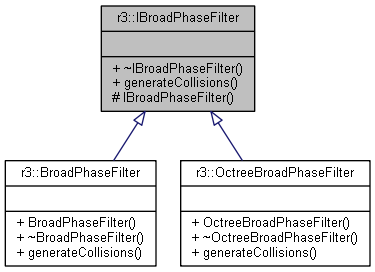 r3::IBroadPhaseFilter
+ ~IBroadPhaseFilter()
+ generateCollisions()
# IBroadPhaseFilter()
r3::BroadPhaseFilter
+ BroadPhaseFilter()
+ ~BroadPhaseFilter()
+ generateCollisions()
r3::OctreeBroadPhaseFilter
+ OctreeBroadPhaseFilter()
+ ~OctreeBroadPhaseFilter()
+ generateCollisions()